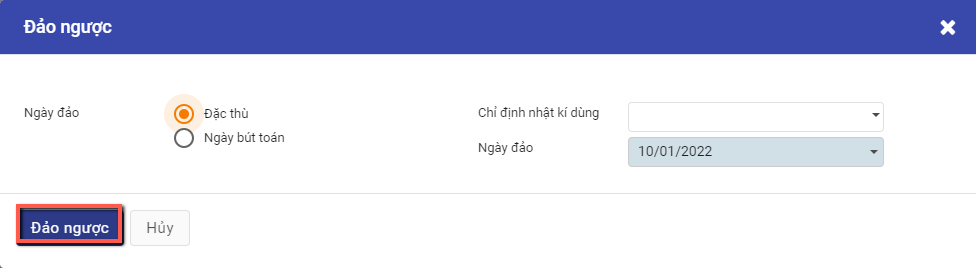 Đảo ngược
Ngày đảo
Đặc thù
Ngày bút toán
Chỉ định nhật kí dùng
Ngày đảo
10/01/2022
Đảo ngược
Hủy